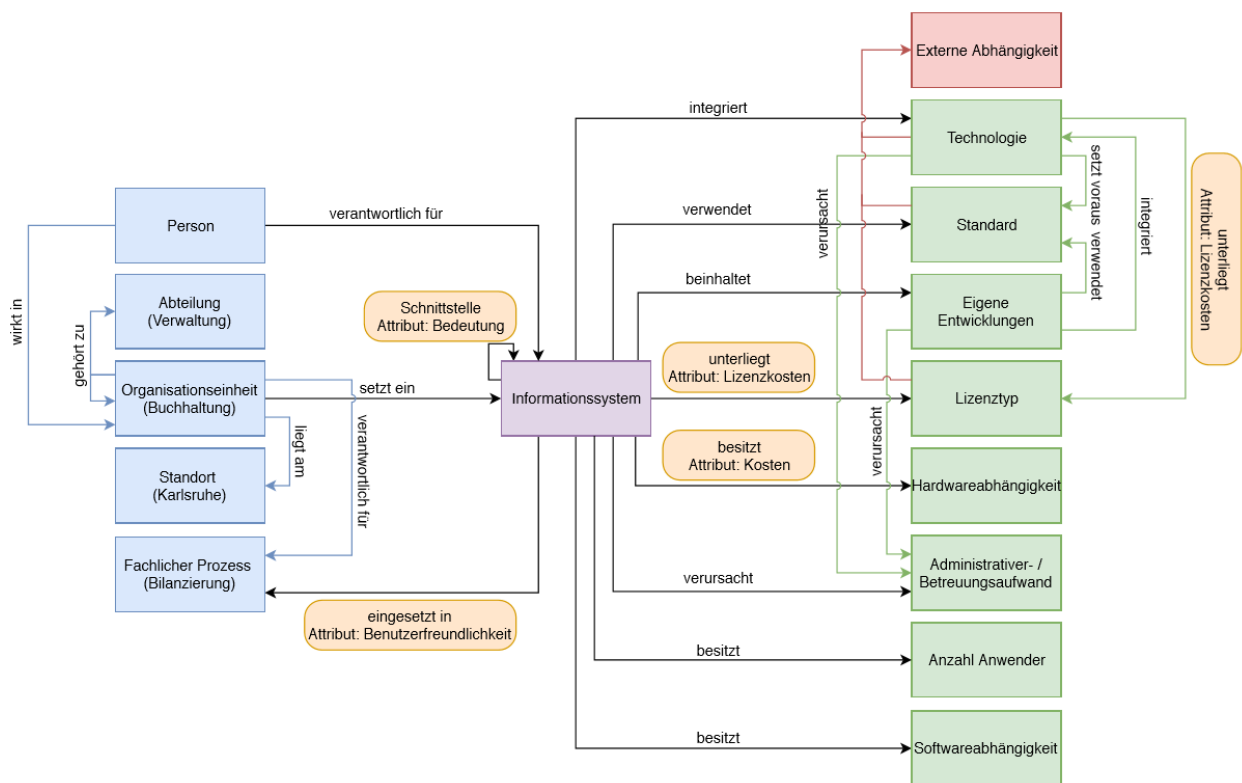 Externe Abhängigkeit
integriert
Technologie
setzt voraus
verursacht
integriert
unterliegt
Attribut: Lizenzkosten
Person
verantwortlich für
verwendet
Standard
wirkt in
Abteilung
(Verwaltung)
Schnittstelle
Attribut: Bedeutung
beinhaltet
Eigene
Entwicklungen
verwendet
gehört zu
Organisationseinheit
(Buchhaltung)
setzt ein
Informationssystem
unterliegt
Attribut: Lizenzkosten
Lizenztyp
liegt am
verantwortlich für
verursacht
besitzt
Attribut: Kosten
Standort
(Karlsruhe)
Hardwareabhängigkeit
Fachlicher Prozess
(Bilanzierung)
verursacht
Administrativer- /
Betreuungsaufwand
eingesetzt in
Attribut: Benutzerfreundlichkeit
besitzt
Anzahl Anwender
besitzt
Softwareabhängigkeit